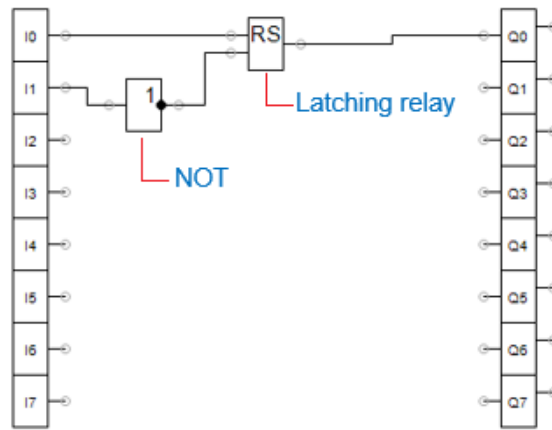 I0
RS
Q0
I1
1
Latching relay
Q1
I2
NOT
Q2
I3
Q3
I4
Q4
I5
Q5
I6
Q6
I7
Q7